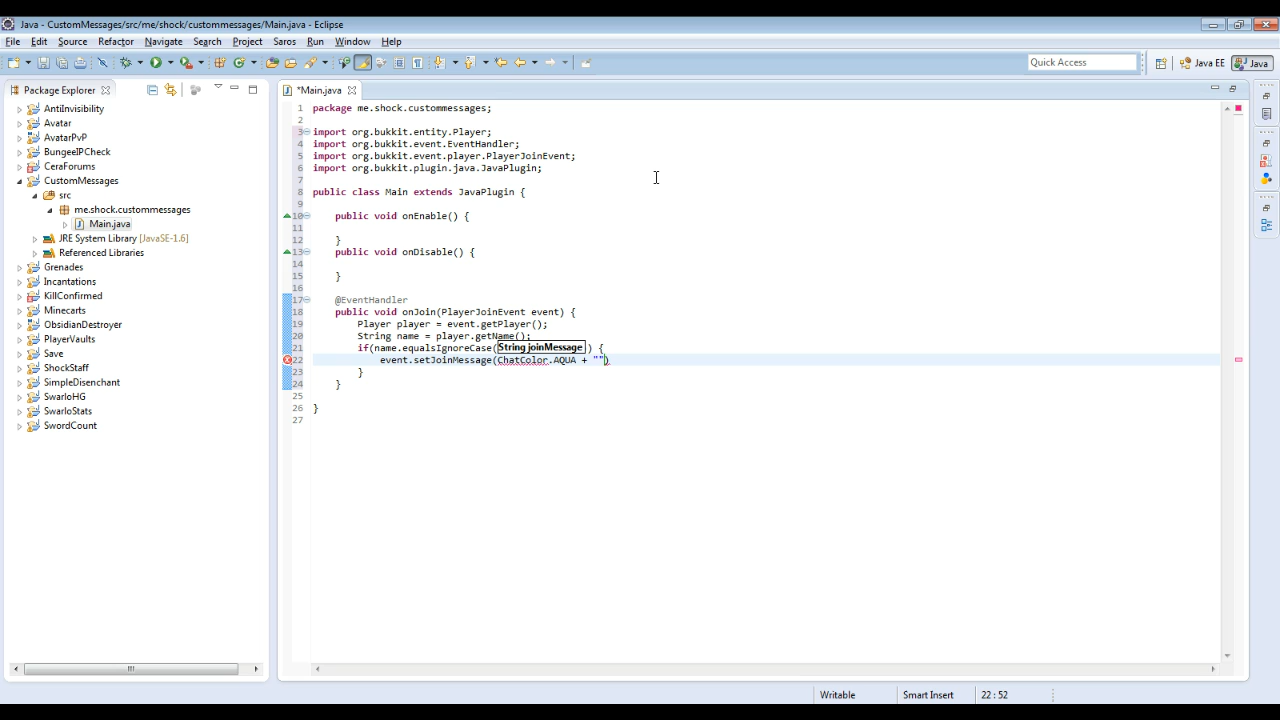 Java - CustomMessages/src/me/shock/custommessages/Main.java - Eclipse
File Edit Source Refactor Navigate Search Project Saros Run Window Help
Quick Access
Java EE
Java
Package Explorer
AntiInvisibility
Avatar
AvatarPvP
BungeeIPCheck
CeraForums
CustomMessages
src
me.shock.custommessages
Main.java
JRE System Library [JavaSE-1.6]
Referenced Libraries
Grenades
Incantations
KillConfirmed
Minecarts
ObsidianDestroyer
PlayerVaults
Save
ShockStaff
SimpleDisenchant
SwarloHG
SwarloStats
SwordCount
*Main.java
1 package me.shock.custommessages;
2
3 import org.bukkit.entity.Player;
4 import org.bukkit.event.EventHandler;
5 import org.bukkit.event.player.PlayerJoinEvent;
6 import org.bukkit.plugin.java.JavaPlugin;
7
8 public class Main extends JavaPlugin {
9
10 public void onEnable() {
11
12 }
13 public void onDisable() {
14
15 }
16
17 @EventHandler
18 public void onJoin(PlayerJoinEvent event) {
19 Player player = event.getPlayer();
20 String name = player.getName();
21 if(name.equalsIgnoreCase( String joinMessage ) {
22 event.setJoinMessage(ChatColor.AQUA + "")
23 }
24 }
25
26 }
27
Writable Smart Insert 22 : 52